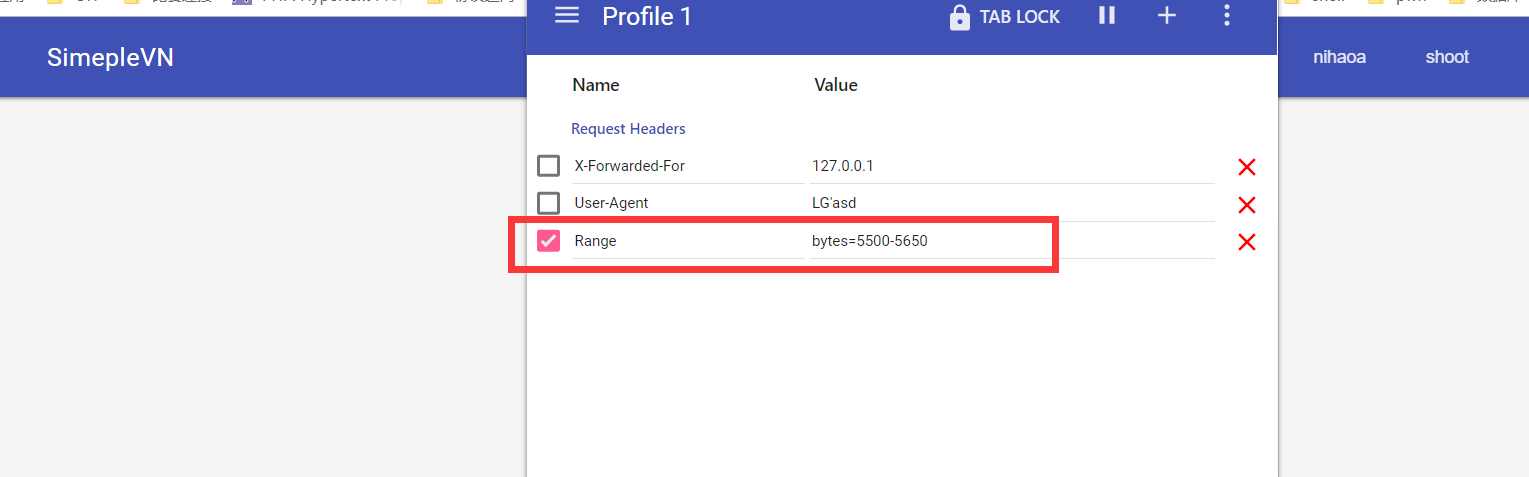 Profile 1
TAB LOCK
SimepleVN
nihaoa
shoot
Name Value
Request Headers
X-Forwarded-For 127.0.0.1
User-Agent LG'asd
Range bytes=5500-5650